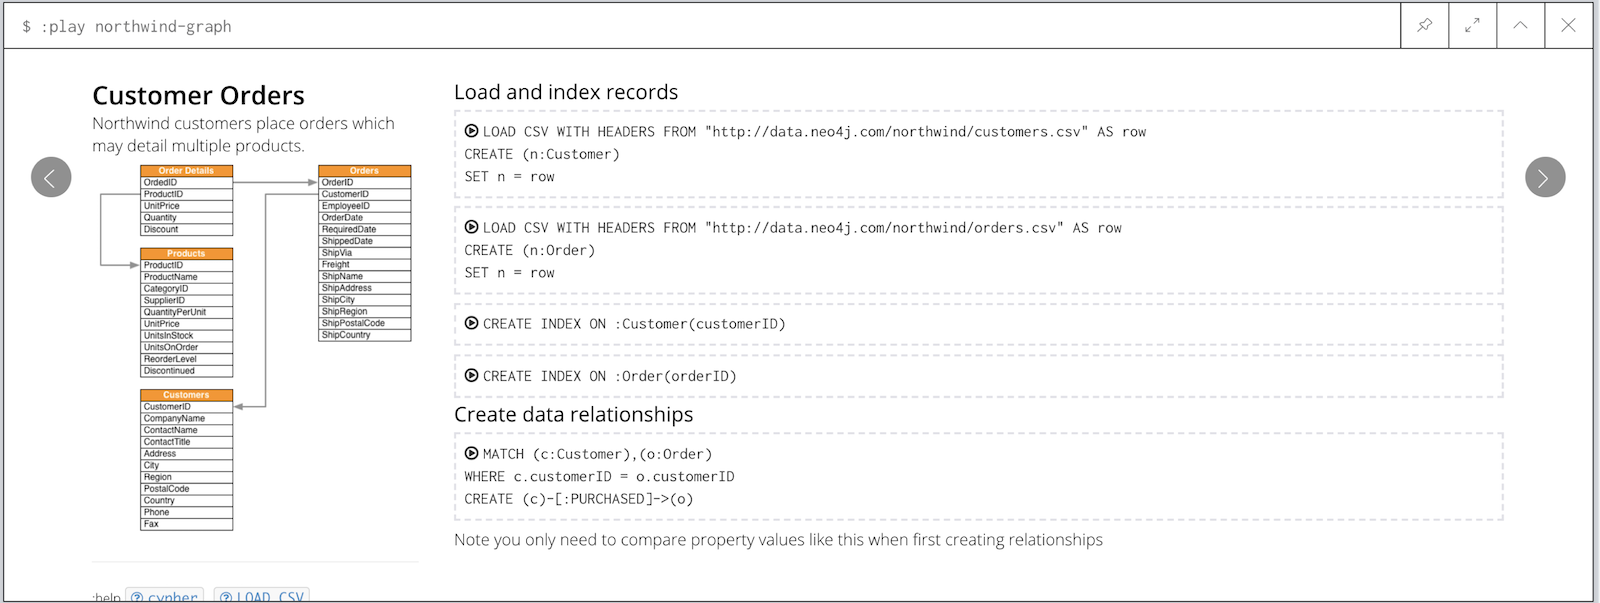 $ :play northwind-graph
Customer Orders
Northwind customers place orders which
may detail multiple products.
Order Details
OrdedID
ProductID
UnitPrice
Quantity
Discount
Products
ProductID
ProductName
CategoryID
SupplierID
QuantityPerUnit
UnitPrice
UnitsInStock
UnitsOnOrder
ReorderLevel
Discontinued
Customers
CustomerID
CompanyName
ContactName
ContactTitle
Address
City
Region
PostalCode
Country
Phone
Fax
Orders
OrderID
CustomerID
EmployeeID
OrderDate
RequiredDate
ShippedDate
ShipVia
Freight
ShipName
ShipAddress
ShipCity
ShipRegion
ShipPostalCode
ShipCountry
:help cypher LOAD CSV
Load and index records
LOAD CSV WITH HEADERS FROM "http://data.neo4j.com/northwind/customers.csv" AS row
CREATE (n:Customer)
SET n = row
LOAD CSV WITH HEADERS FROM "http://data.neo4j.com/northwind/orders.csv" AS row
CREATE (n:Order)
SET n = row
CREATE INDEX ON :Customer(customerID)
CREATE INDEX ON :Order(orderID)
Create data relationships
MATCH (c:Customer),(o:Order)
WHERE c.customerID = o.customerID
CREATE (c)-[:PURCHASED]->(o)
Note you only need to compare property values like this when first creating relationships